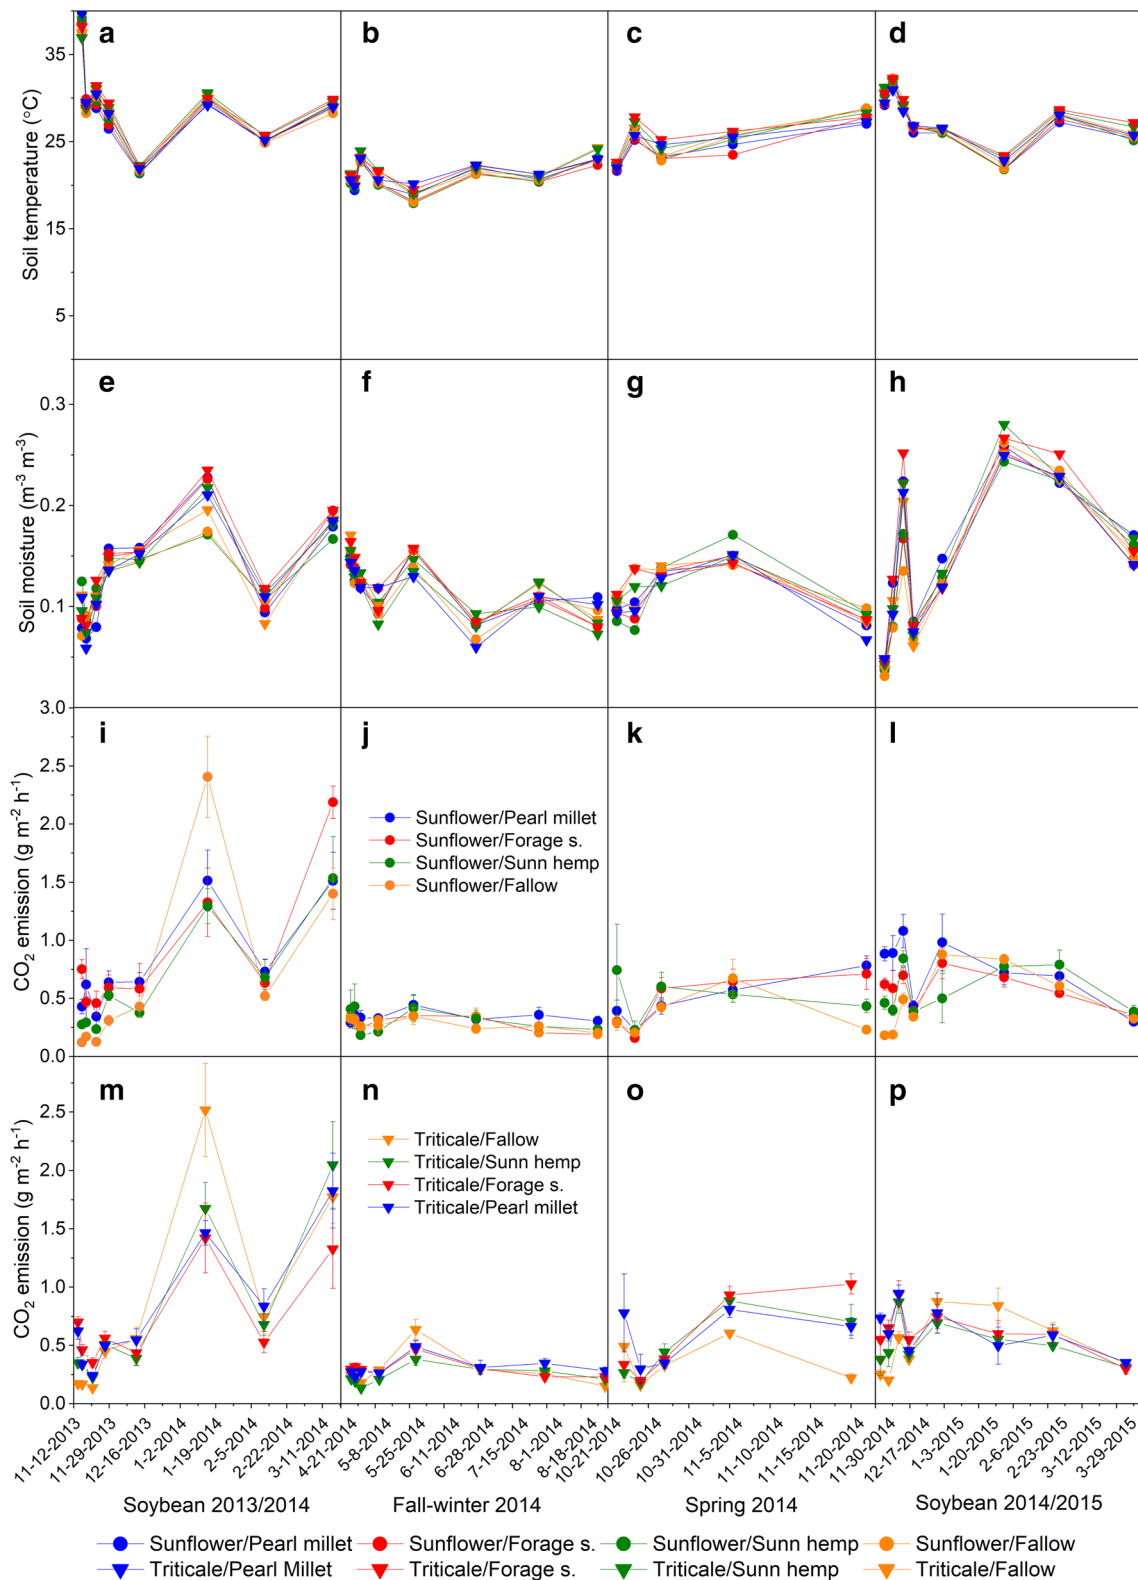 a
b
c
d
Soil temperature (°C)
35
25
15
5
e
f
g
h
Soil moisture (m⁻³ m⁻³)
0.3
0.2
0.1
3.0
i
j
k
l
CO₂ emission (g m⁻² h⁻¹)
2.5
2.0
1.5
1.0
0.5
0.0
Sunflower/Pearl millet
Sunflower/Forage s.
Sunflower/Sunn hemp
Sunflower/Fallow
m
n
o
p
CO₂ emission (g m⁻² h⁻¹)
2.5
2.0
1.5
1.0
0.5
0.0
Triticale/Fallow
Triticale/Sunn hemp
Triticale/Forage s.
Triticale/Pearl millet
11-12-2013
11-29-2013
12-16-2013
1-2-2014
1-19-2014
2-5-2014
2-22-2014
3-11-2014
4-21-2014
5-8-2014
5-25-2014
6-11-2014
6-28-2014
7-15-2014
8-1-2014
8-18-2014
10-21-2014
10-26-2014
10-31-2014
11-5-2014
11-10-2014
11-15-2014
11-20-2014
11-30-2014
12-17-2014
1-3-2015
1-20-2015
2-6-2015
2-23-2015
3-12-2015
3-29-2015
Soybean 2013/2014 Fall-winter 2014 Spring 2014 Soybean 2014/2015
Sunflower/Pearl millet Sunflower/Forage s. Sunflower/Sunn hemp Sunflower/Fallow
Triticale/Pearl Millet Triticale/Forage s. Triticale/Sunn hemp Triticale/Fallow